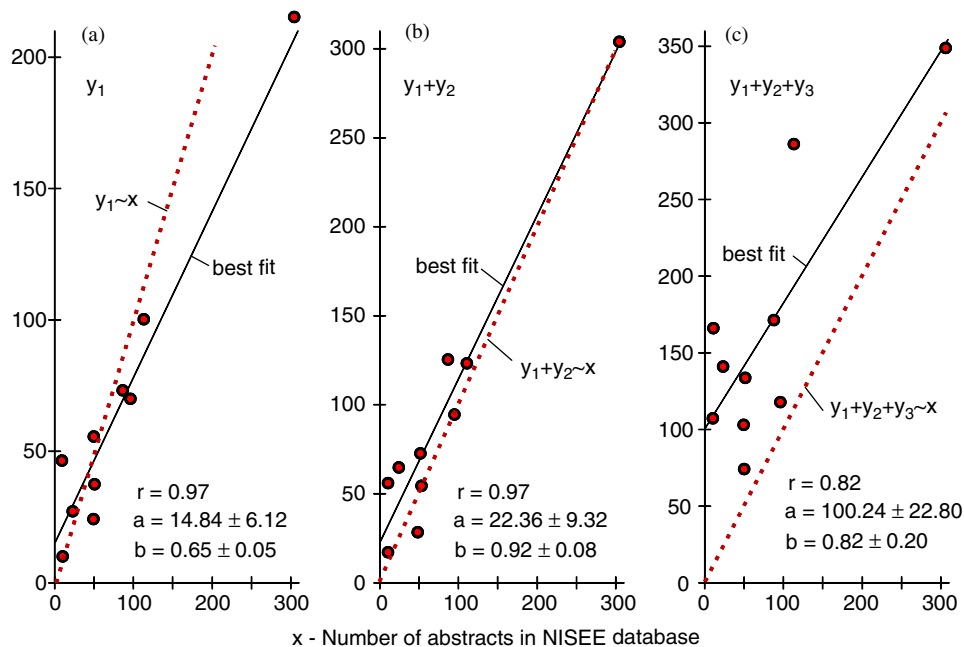 (a)
y₁
200
150
100
50
0
y₁~x
best fit
r = 0.97
a = 14.84 ± 6.12
b = 0.65 ± 0.05
0 100 200 300
(b)
y₁+y₂
300
250
200
150
100
50
0
best fit
y₁+y₂~x
r = 0.97
a = 22.36 ± 9.32
b = 0.92 ± 0.08
0 100 200 300
(c)
y₁+y₂+y₃
350
300
250
200
150
100
50
0
best fit
y₁+y₂+y₃~x
r = 0.82
a = 100.24 ± 22.80
b = 0.82 ± 0.20
0 100 200 300
x - Number of abstracts in NISEE database